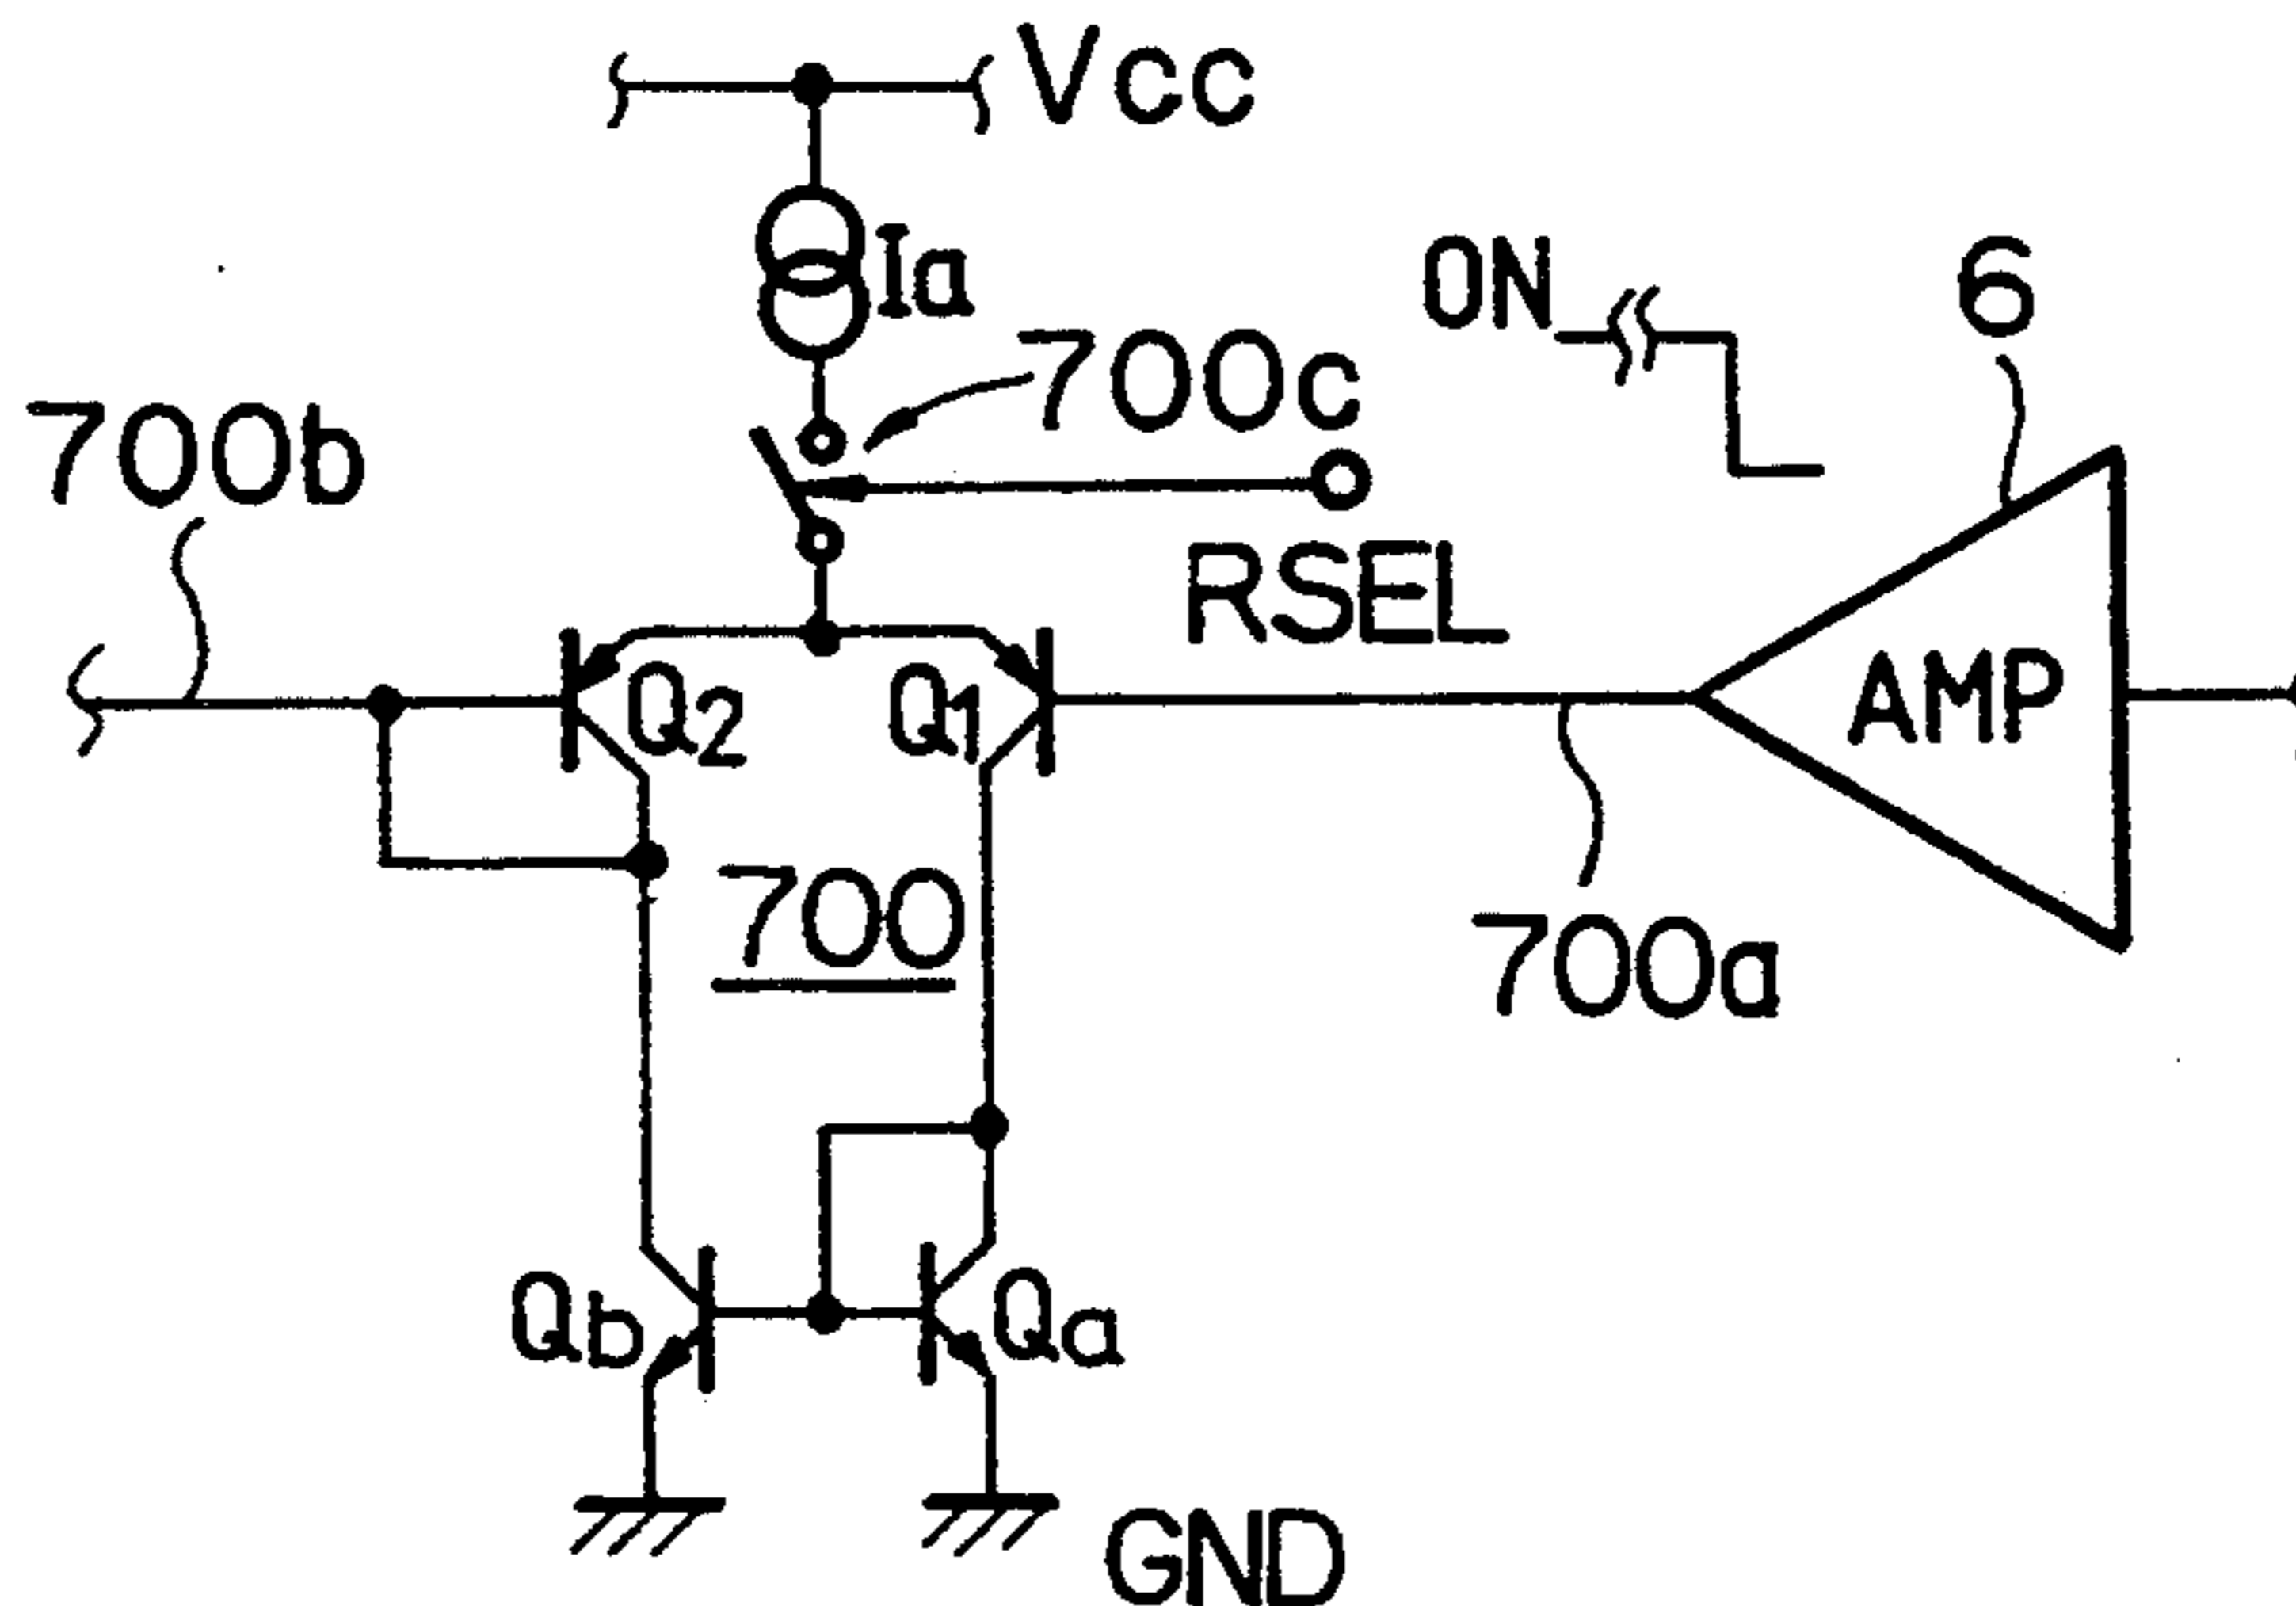 Vcc
Ia
ON
6
700c
700b
RSEL
Q2
Q1
AMP
700
700a
Qb
Qa
GND